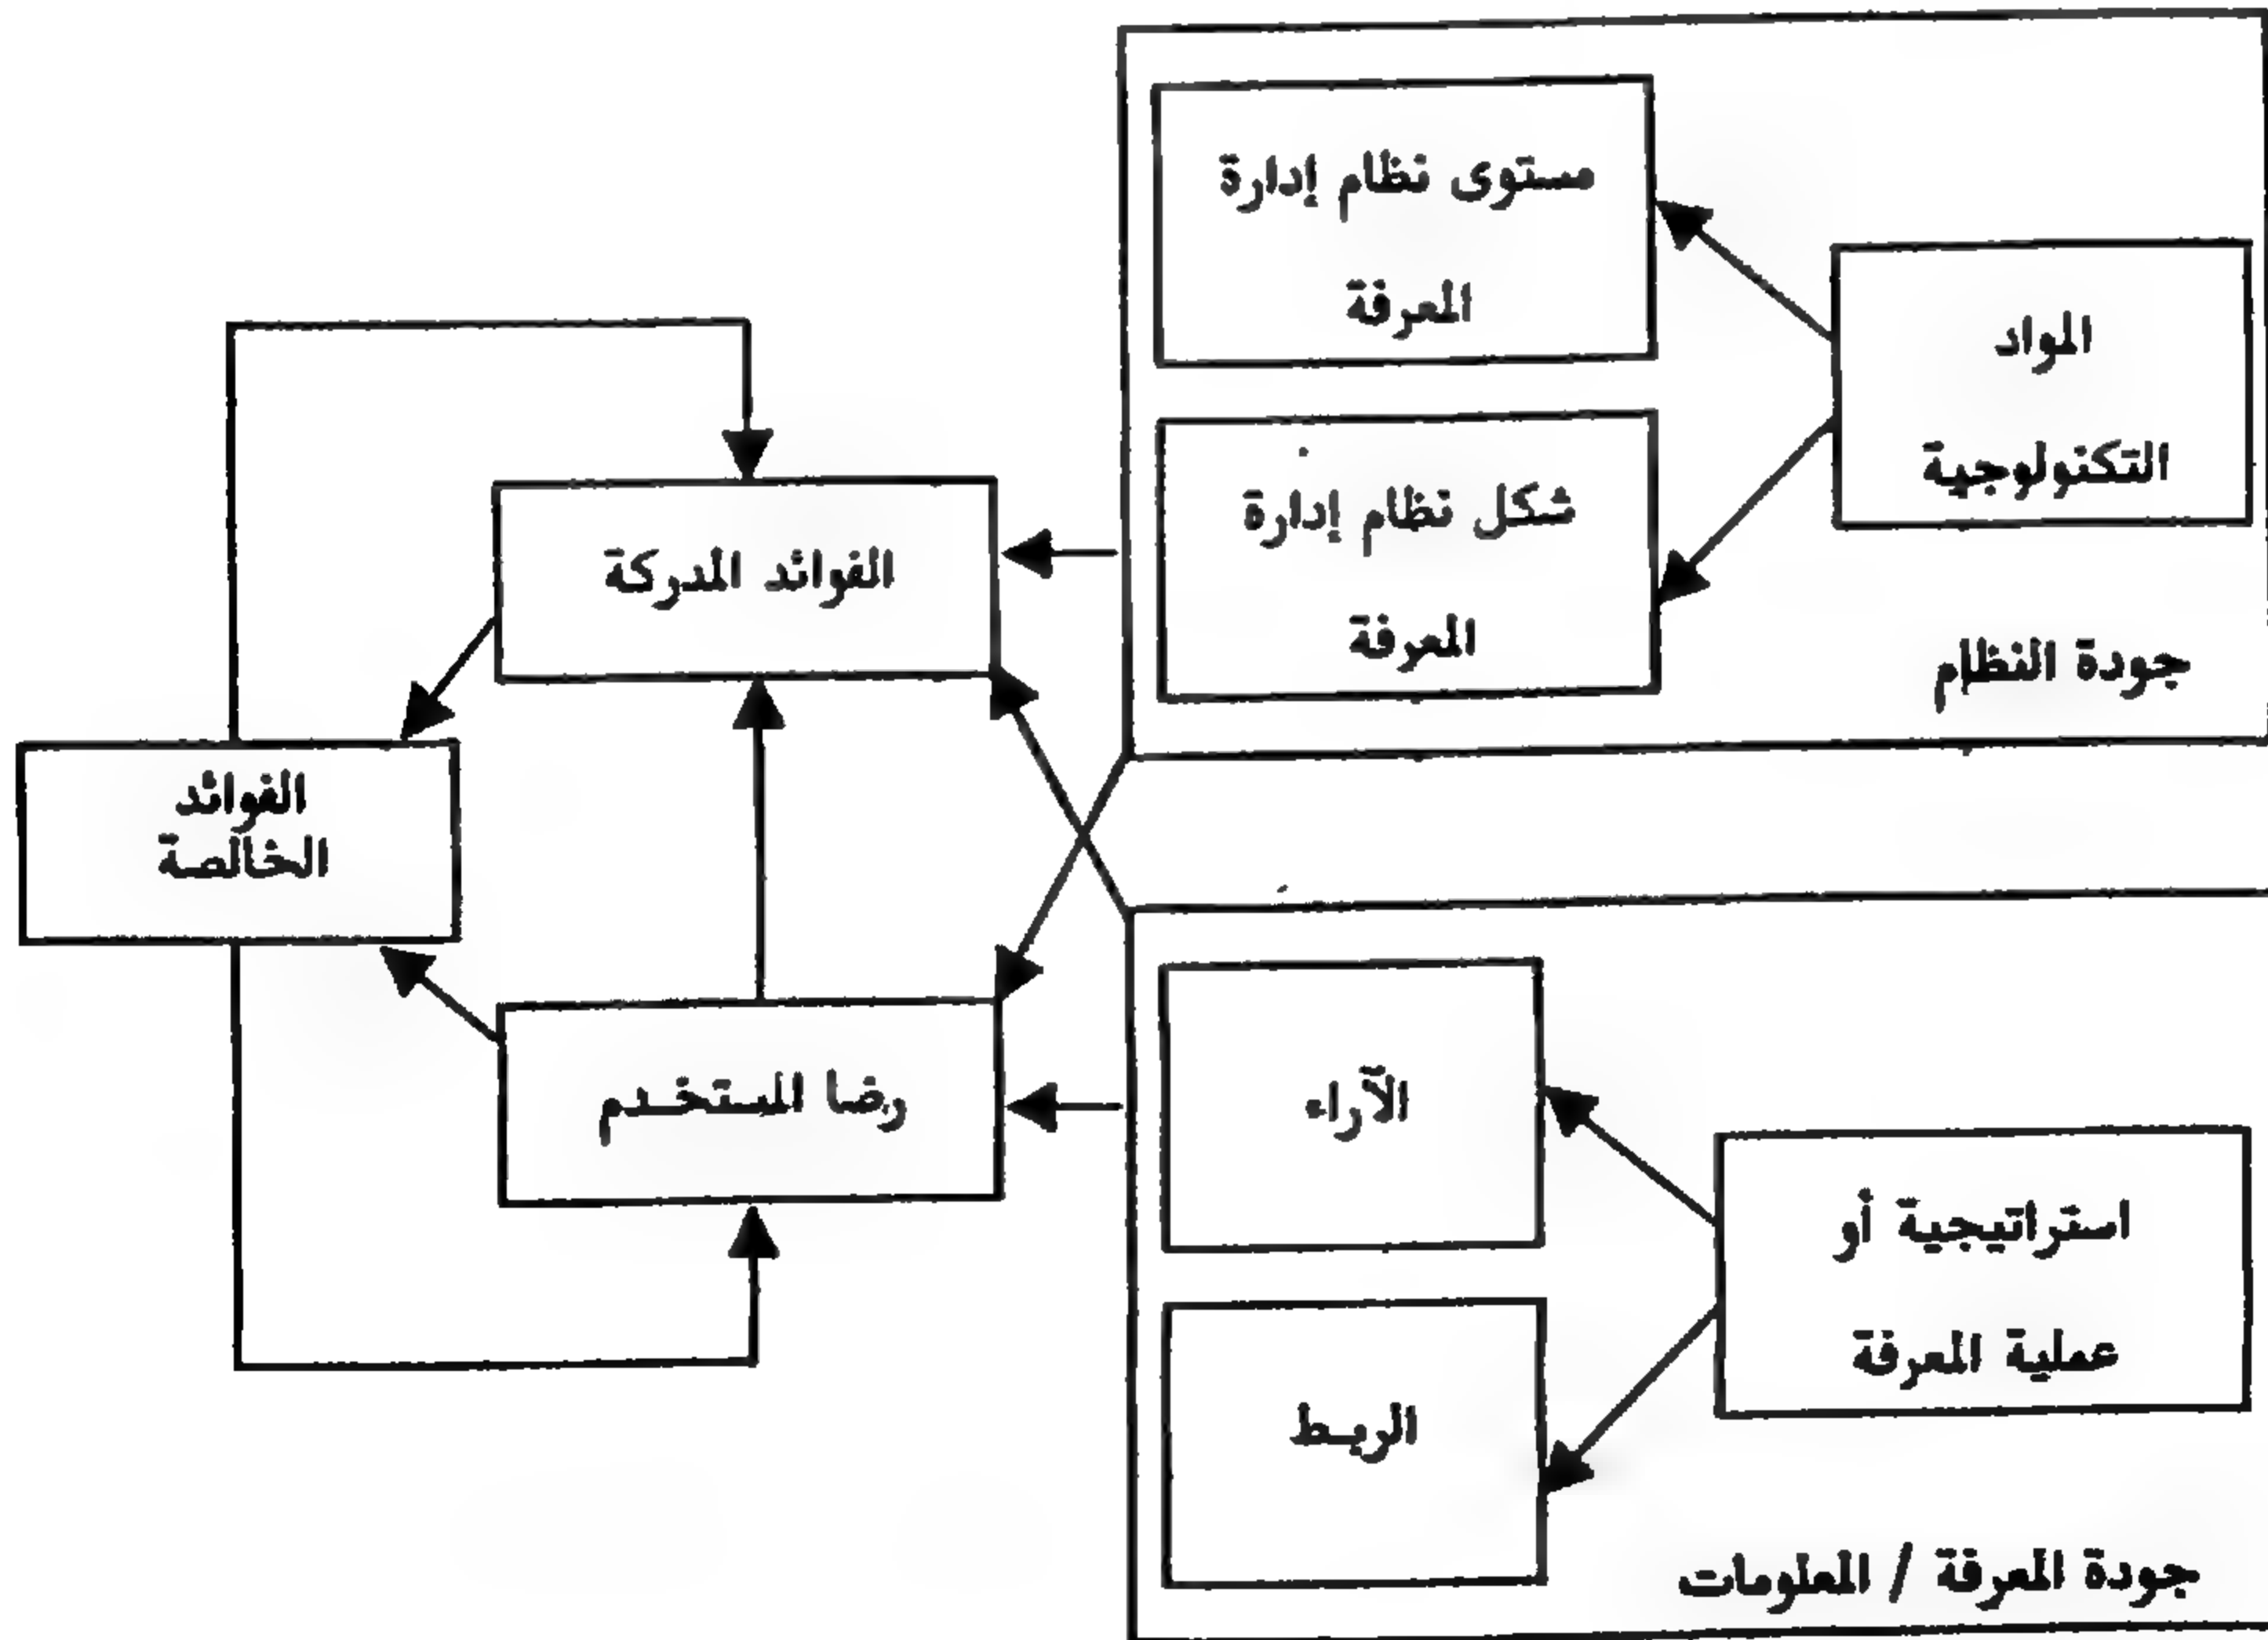 مستوى نظام إدارة
المعرفة
المواد
التكنولوجية
شكل نظام إدارة
المعرفة
جودة النظام
الفوائد المدركة
الفوائد
الخالصة
رضا المستخدم
الآراء
استراتيجية أو
عملية المعرفة
الربط
جودة المعرفة / المعلومات